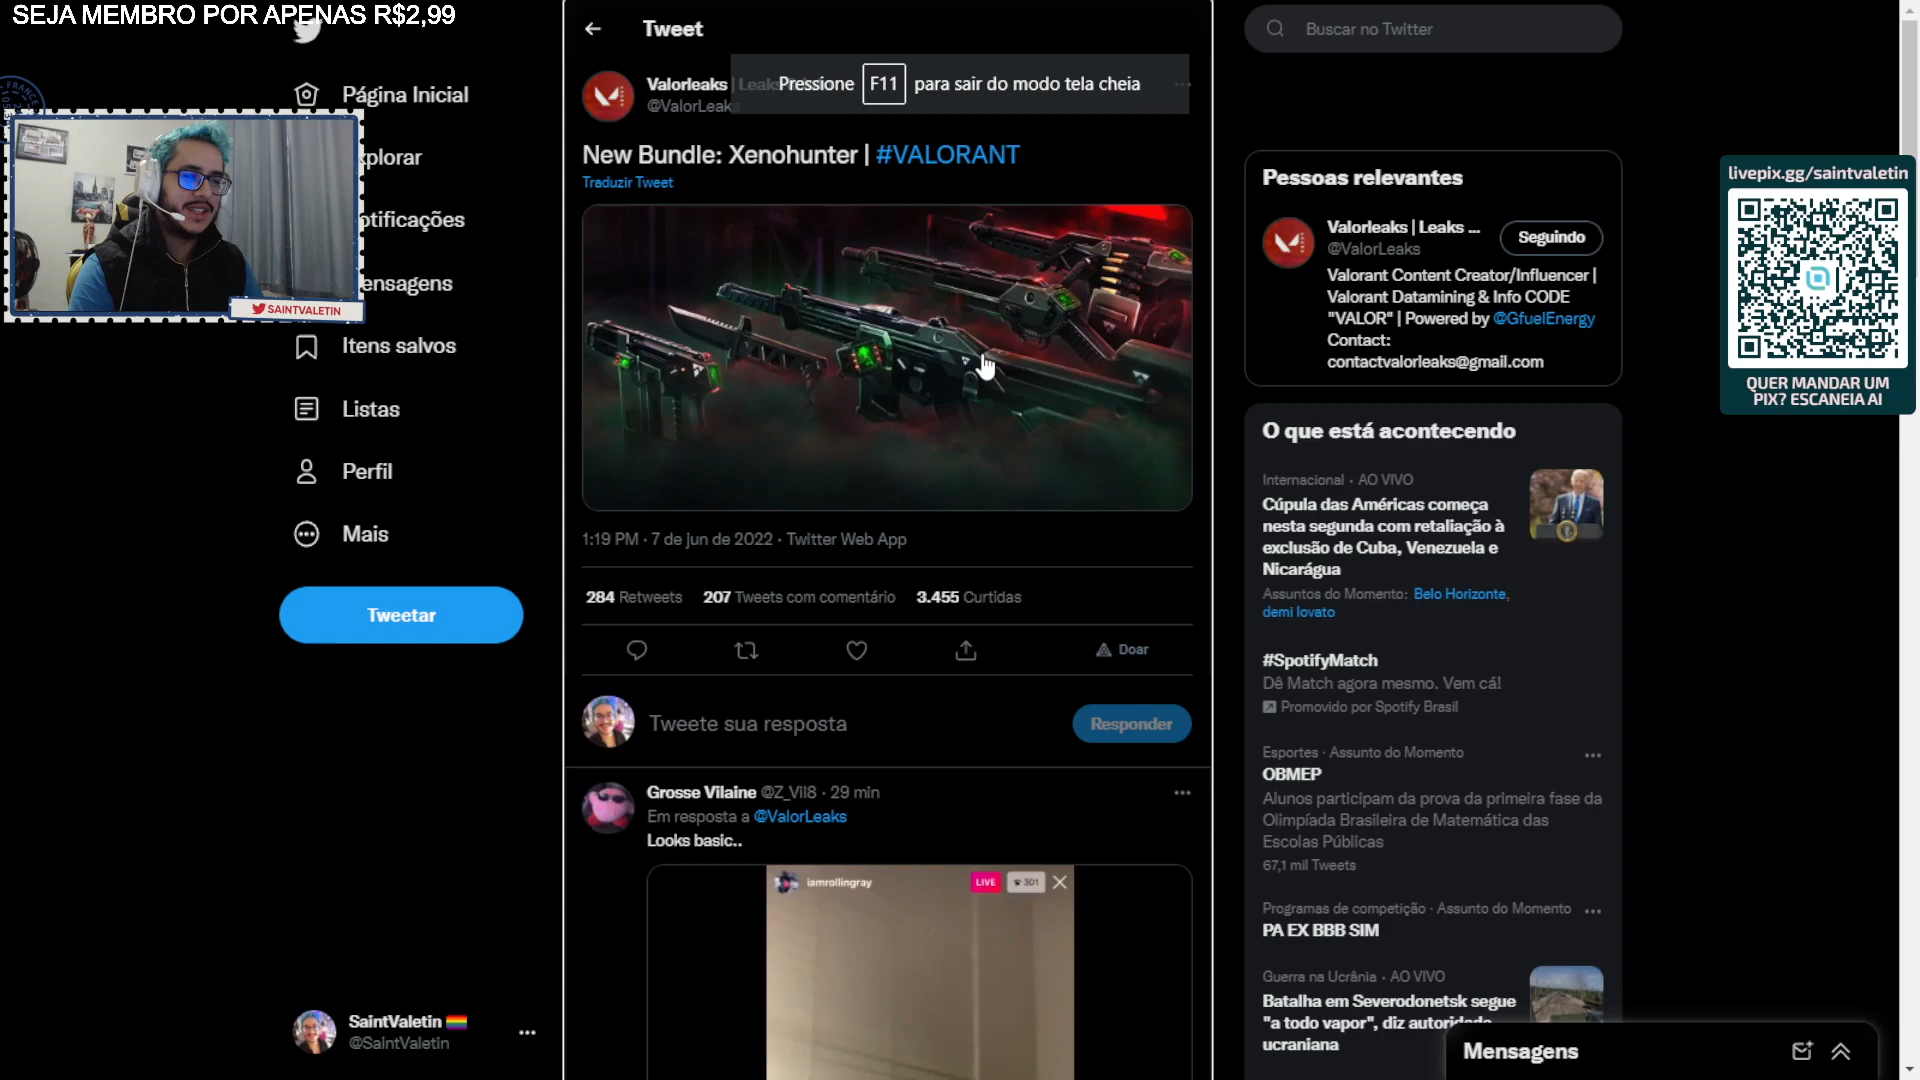 SEJA MEMBRO POR APENAS R$2,99
Página Inicial
xplorar
otificações
ensagens
SAINTVALETIN
Itens salvos
Listas
Perfil
Mais
Tweetar
SaintValetin
@SaintValetin
Tweet
Valorleaks | Leaks
@ValorLeaks
Pressione F11 para sair do modo tela cheia
New Bundle: Xenohunter | #VALORANT
Traduzir Tweet
1:19 PM · 7 de jun de 2022 · Twitter Web App
284 Retweets 207 Tweets com comentário 3.455 Curtidas
Doar
Tweete sua resposta
Responder
Grosse Vilaine @Z_Vil8 · 29 min
Em resposta a @ValorLeaks
Looks basic..
iamrollingray
LIVE
301
Buscar no Twitter
Pessoas relevantes
Valorleaks | Leaks ...
@ValorLeaks
Seguindo
Valorant Content Creator/Influencer |
Valorant Datamining & Info CODE
"VALOR" | Powered by @GfuelEnergy
Contact:
contactvalorleaks@gmail.com
O que está acontecendo
Internacional · AO VIVO
Cúpula das Américas começa
nesta segunda com retaliação à
exclusão de Cuba, Venezuela e
Nicarágua
Assuntos do Momento: Belo Horizonte,
demi lovato
#SpotifyMatch
Dê Match agora mesmo. Vem cá!
Promovido por Spotify Brasil
Esportes · Assunto do Momento
OBMEP
Alunos participam da prova da primeira fase da
Olimpíada Brasileira de Matemática das
Escolas Públicas
67,1 mil Tweets
Programas de competição · Assunto do Momento
PA EX BBB SIM
Guerra na Ucrânia · AO VIVO
Batalha em Severodonetsk segue
"a todo vapor", diz autoridade
ucraniana
Mensagens
livepix.gg/saintvaletin
QUER MANDAR UM
PIX? ESCANEIA AI